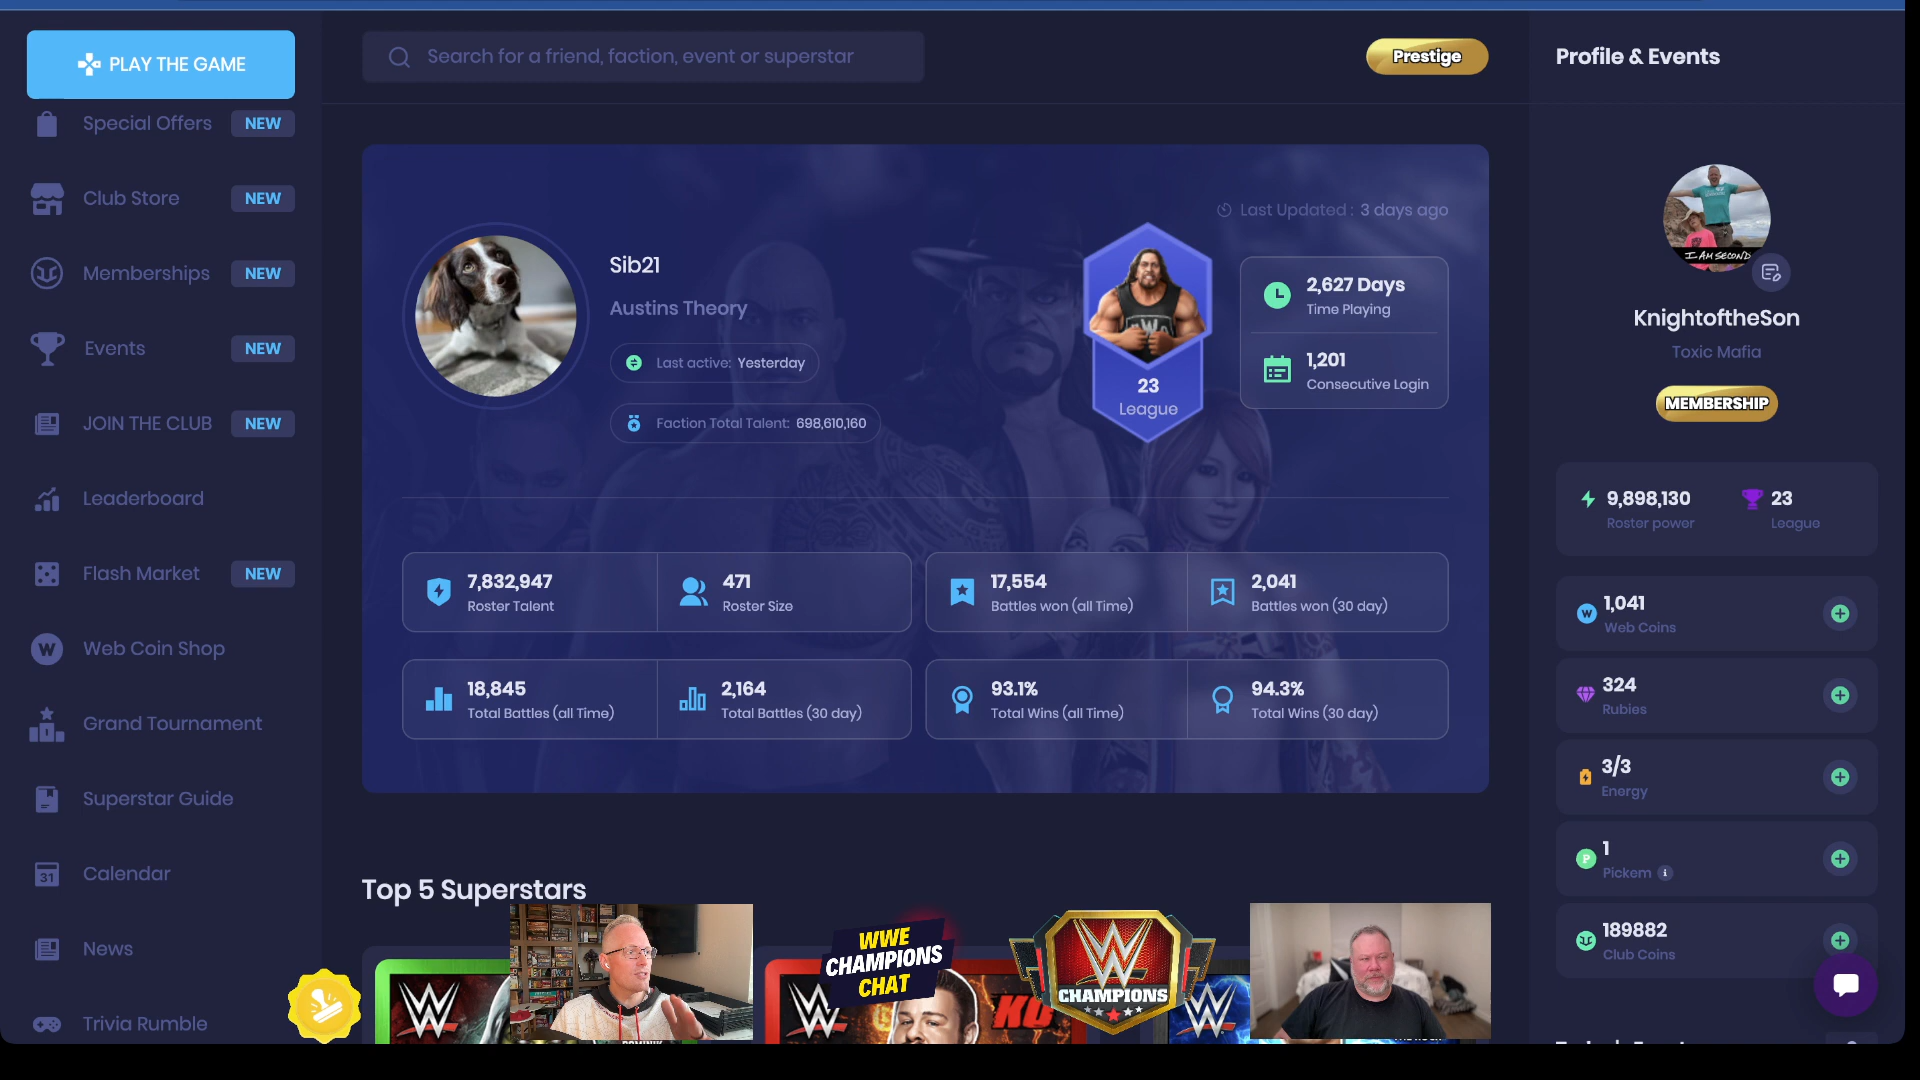 PLAY THE GAME
Special Offers NEW
Club Store NEW
Memberships NEW
Events NEW
JOIN THE CLUB NEW
Leaderboard
Flash Market NEW
W Web Coin Shop
Grand Tournament
Superstar Guide
31 Calendar
News
Trivia Rumble
Search for a friend, faction, event or superstar
Prestige
Last Updated : 3 days ago
Sib21
Austins Theory
Last active: Yesterday
Faction Total Talent: 698,610,160
23
League
2,627 Days
Time Playing
1,201
Consecutive Login
7,832,947
Roster Talent
471
Roster Size
17,554
Battles won (all Time)
2,041
Battles won (30 day)
18,845
Total Battles (all Time)
2,164
Total Battles (30 day)
93.1%
Total Wins (all Time)
94.3%
Total Wins (30 day)
Top 5 Superstars
WWE
CHAMPIONS
CHAT
KO
CHAMPIONS
DOMINIK
Profile & Events
I AM SECOND
KnightoftheSon
Toxic Mafia
MEMBERSHIP
9,898,130
Roster power
23
League
W 1,041
Web Coins
324
Rubies
3/3
Energy
P 1
Pickem i
189882
Club Coins